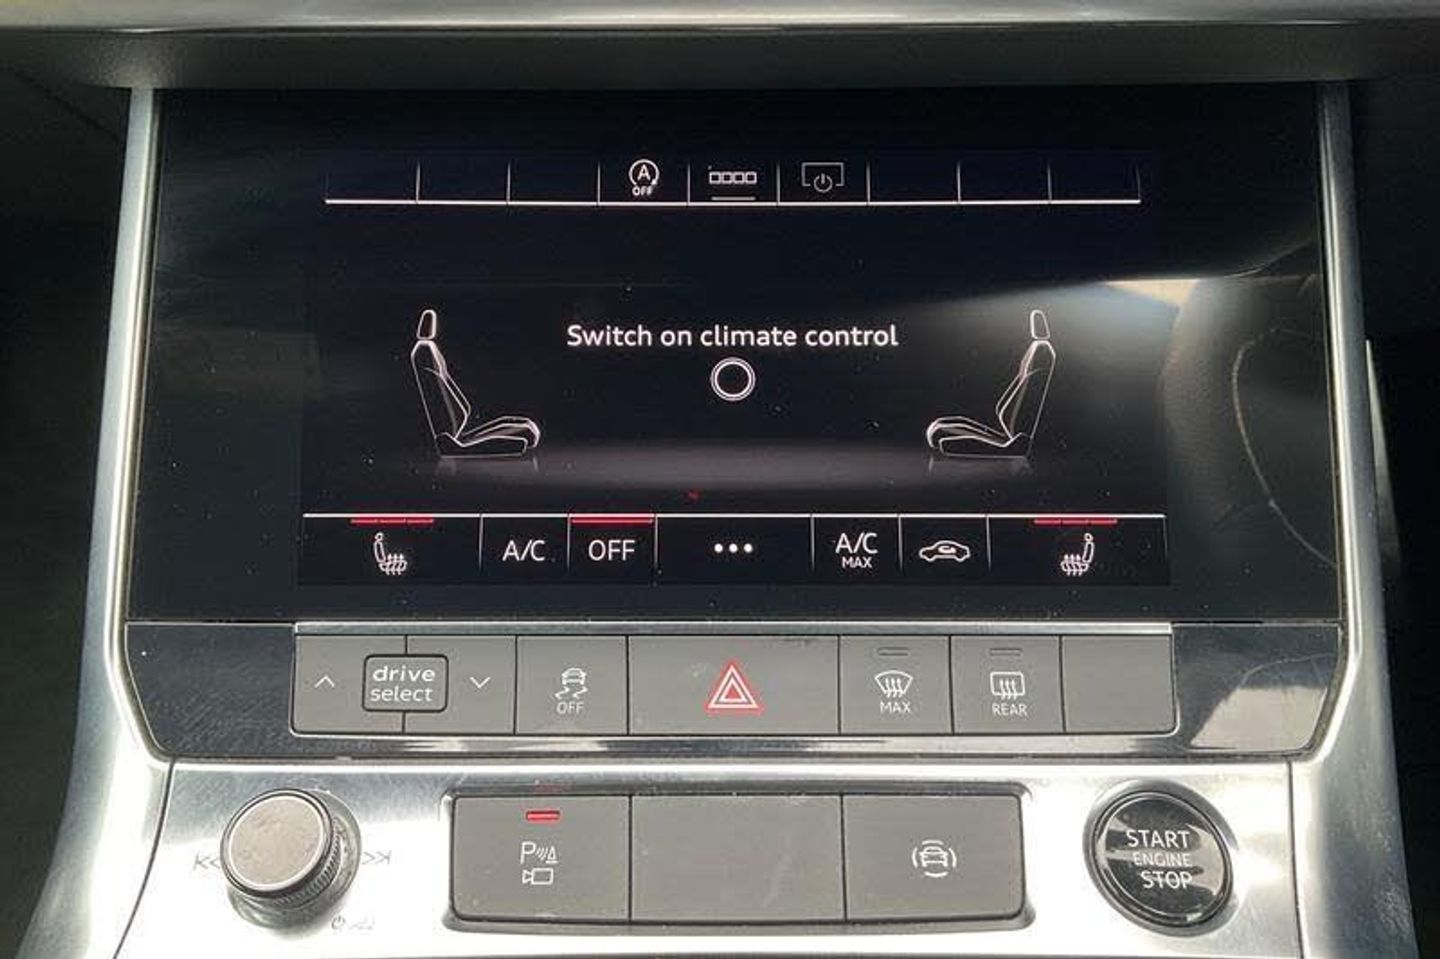 A
OFF
Switch on climate control
A/C
OFF
A/C
MAX
drive
select
OFF
MAX
REAR
P
START
ENGINE
STOP